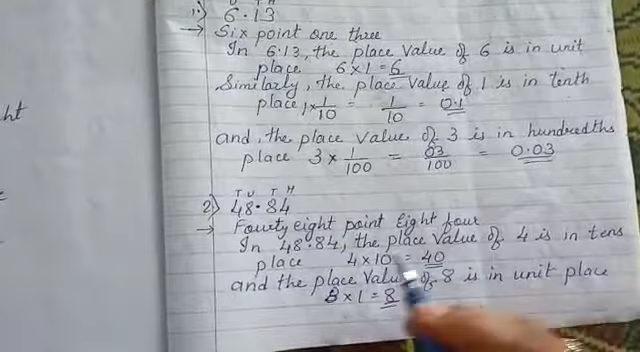 ht
U T H
1.) 6.13
→ Six point one three
In 6.13, the place value of 6 is in unit
place 6 x 1 = 6
Similarly, the place value of 1 is in tenth
place 1 x 1/10 = 1/10 = 0.1
and, the place value of 3 is in hundredths
place 3 x 1/100 = 03/100 = 0.03
T U T H
2.) 48.84
→ Fourty eight point Eight four
In 48.84, the place value of 4 is in tens
place 4 x 10 = 40
and the place value of 8 is in unit place
8 x 1 = 8